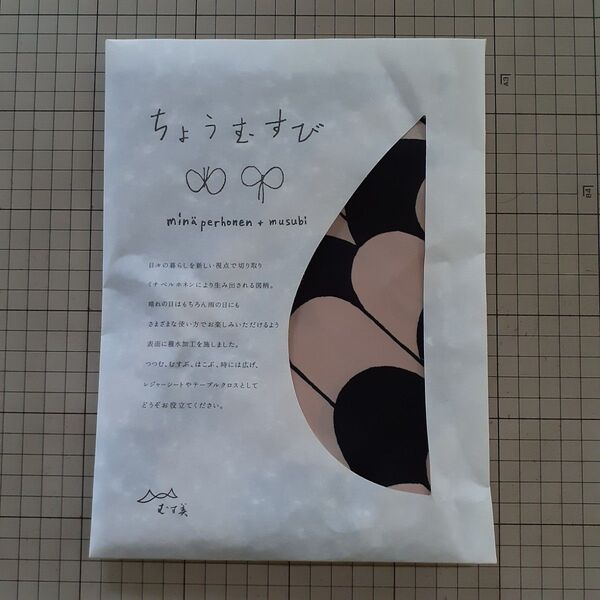 ちょうむすび
minä perhonen + musubi
日々の暮らしを新しい視点で切り取り
ミナ ペルホネンにより生み出される図柄。
晴れの日はもちろん雨の日にも
さまざまな使い方でお楽しみいただけるよう
表面に撥水加工を施しました。
つつむ、むすぶ、はこぶ、時には広げ、
レジャーシートやテーブルクロスとして
どうぞお役立てください。
むす美
A3
B4